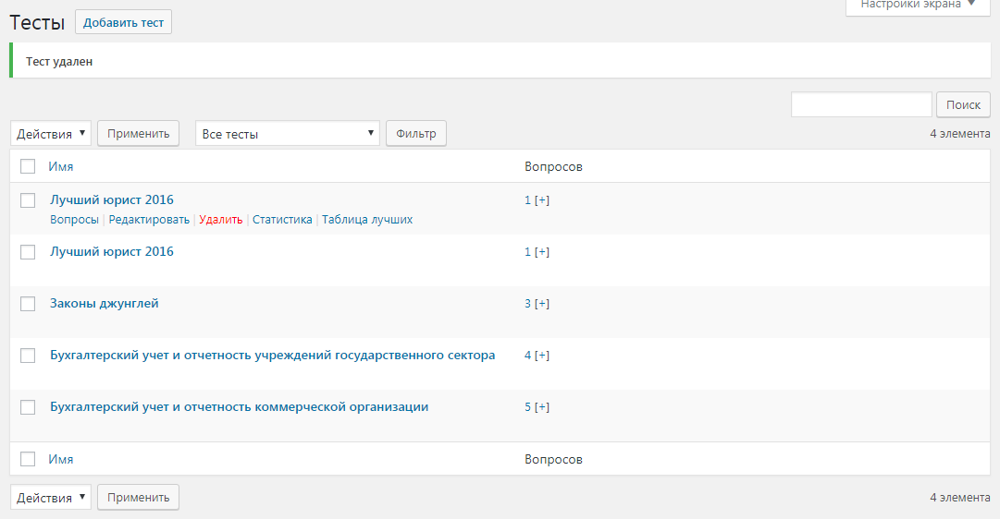 Настройки экрана ▼
Тесты Добавить тест
Тест удален
Поиск
Действия ▼ Применить Все тесты ▼ Фильтр 4 элемента
Имя Вопросов
Лучший юрист 2016 1 [+]
Вопросы | Редактировать | Удалить | Статистика | Таблица лучших
Лучший юрист 2016 1 [+]
Законы джунглей 3 [+]
Бухгалтерский учет и отчетность учреждений государственного сектора 4 [+]
Бухгалтерский учет и отчетность коммерческой организации 5 [+]
Имя Вопросов
Действия ▼ Применить 4 элемента